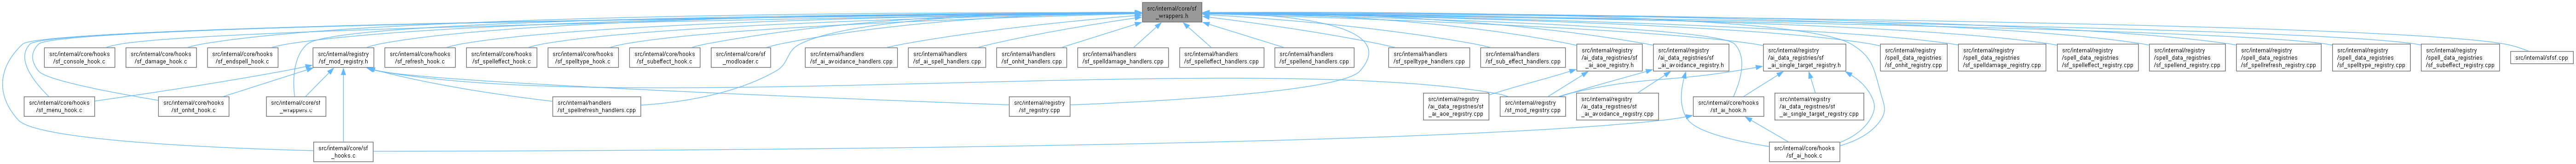 src/internal/core/sf
_wrappers.h
src/internal/core/hooks
/sf_console_hook.c
src/internal/core/hooks
/sf_damage_hook.c
src/internal/core/hooks
/sf_endspell_hook.c
src/internal/registry
/sf_mod_registry.h
src/internal/core/hooks
/sf_refresh_hook.c
src/internal/core/hooks
/sf_spelleffect_hook.c
src/internal/core/hooks
/sf_spelltype_hook.c
src/internal/core/hooks
/sf_subeffect_hook.c
src/internal/core/sf
_modloader.c
src/internal/handlers
/sf_ai_avoidance_handlers.cpp
src/internal/handlers
/sf_ai_spell_handlers.cpp
src/internal/handlers
/sf_onhit_handlers.cpp
src/internal/handlers
/sf_spelldamage_handlers.cpp
src/internal/handlers
/sf_spelleffect_handlers.cpp
src/internal/handlers
/sf_spellend_handlers.cpp
src/internal/handlers
/sf_spelltype_handlers.cpp
src/internal/handlers
/sf_sub_effect_handlers.cpp
src/internal/registry
/ai_data_registries/sf
_ai_aoe_registry.h
src/internal/registry
/ai_data_registries/sf
_ai_avoidance_registry.h
src/internal/registry
/ai_data_registries/sf
_ai_single_target_registry.h
src/internal/registry
/spell_data_registries
/sf_onhit_registry.cpp
src/internal/registry
/spell_data_registries
/sf_spelldamage_registry.cpp
src/internal/registry
/spell_data_registries
/sf_spelleffect_registry.cpp
src/internal/registry
/spell_data_registries
/sf_spellend_registry.cpp
src/internal/registry
/spell_data_registries
/sf_spellrefresh_registry.cpp
src/internal/registry
/spell_data_registries
/sf_spelltype_registry.cpp
src/internal/registry
/spell_data_registries
/sf_subeffect_registry.cpp
src/internal/sfsf.cpp
src/internal/core/hooks
/sf_menu_hook.c
src/internal/core/hooks
/sf_onhit_hook.c
src/internal/core/sf
_wrappers.c
src/internal/handlers
/sf_spellrefresh_handlers.cpp
src/internal/registry
/sf_registry.cpp
src/internal/registry
/ai_data_registries/sf
_ai_aoe_registry.cpp
src/internal/registry
/sf_mod_registry.cpp
src/internal/registry
/ai_data_registries/sf
_ai_avoidance_registry.cpp
src/internal/core/hooks
/sf_ai_hook.h
src/internal/registry
/ai_data_registries/sf
_ai_single_target_registry.cpp
src/internal/core/sf
_hooks.c
src/internal/core/hooks
/sf_ai_hook.c